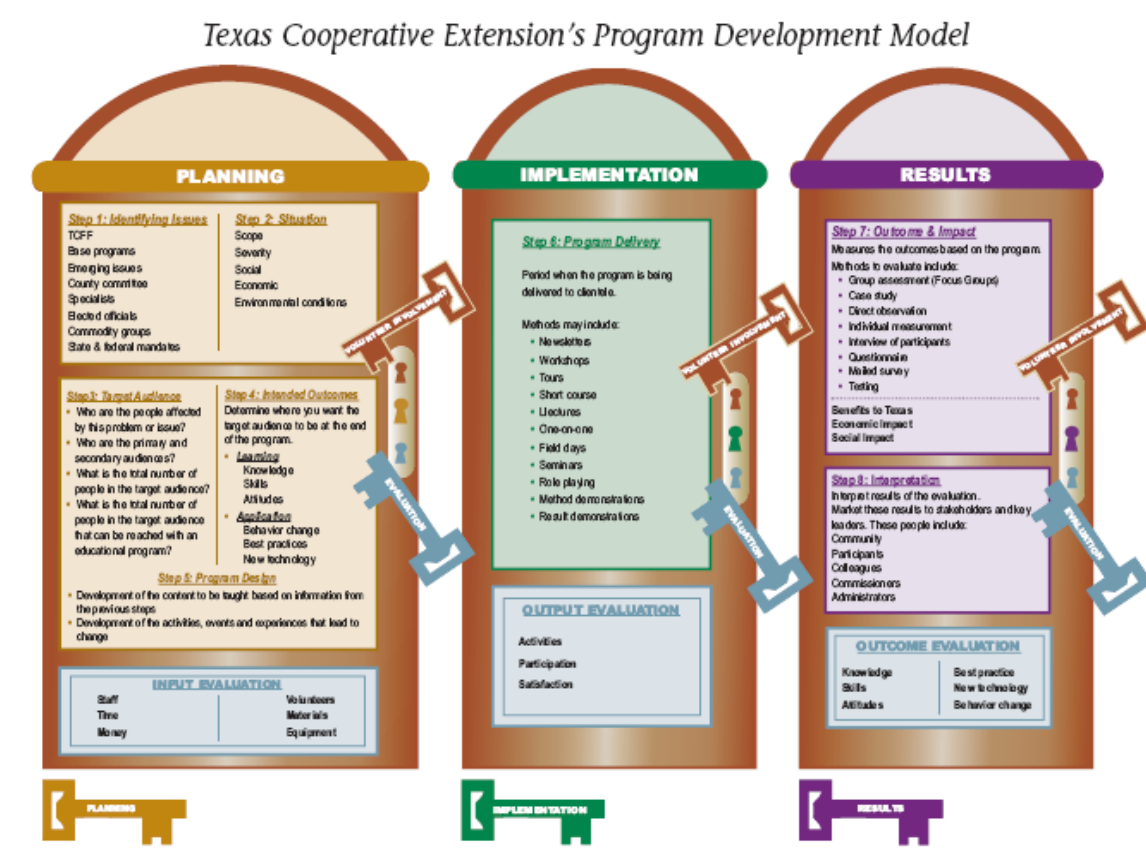 Texas Cooperative Extension's Program Development Model
PLANNING
Step 1: Identifying Issues
TCFF
Base programs
Emerging issues
County committee
Specialists
Elected officials
Commodity groups
State & federal mandates
Step 2: Situation
Scope
Severity
Social
Economic
Environmental conditions
VOLUNTEER INVOLVEMENT
Step3: Target Audience
• Who are the people affected
by this problem or issue?
• Who are the primary and
secondary audiences?
• What is the total number of
people in the target audience?
• What is the total number of
people in the target audience
that can be reached with an
educational program?
Step 4: Intended Outcomes
Determine where you want the
target audience to be at the end
of the program.
• Learning
Knowledge
Skills
Attitudes
• Application
Behavior change
Best practices
New technology
EVALUATION
Step 5: Program Design
• Development of the content to be taught based on information from
the previous steps
• Development of the activities, events and experiences that lead to
change
INPUT EVALUATION
Staff
Time
Money
Volunteers
Materials
Equipment
PLANNING
IMPLEMENTATION
Step 6: Program Delivery
Period when the program is being
delivered to clientele.
Methods may include:
• Newsletters
• Workshops
• Tours
• Short course
• Llectures
• One-on-one
• Field days
• Seminars
• Role playing
• Method demonstrations
• Result demonstrations
VOLUNTEER INVOLVEMENT
EVALUATION
OUTPUT EVALUATION
Activities
Participation
Satisfaction
IMPLEMENTATION
RESULTS
Step 7: Outcome & Impact
Measures the outcomes based on the program.
Methods to evaluate include:
• Group assessment (Focus Groups)
• Case study
• Direct observation
• Individual measurement
• Interview of participants
• Questionnaire
• Mailed survey
• Testing
Benefits to Texas
Economic Impact
Social Impact
VOLUNTEER INVOLVEMENT
Step 8: Interpretation
Interpret results of the evaluation.
Market these results to stakeholders and key
leaders. These people include:
Community
Participants
Colleagues
Commissioners
Administrators
EVALUATION
OUTCOME EVALUATION
Knowledge
Skills
Attitudes
Best practice
New technology
Behavior change
RESULTS